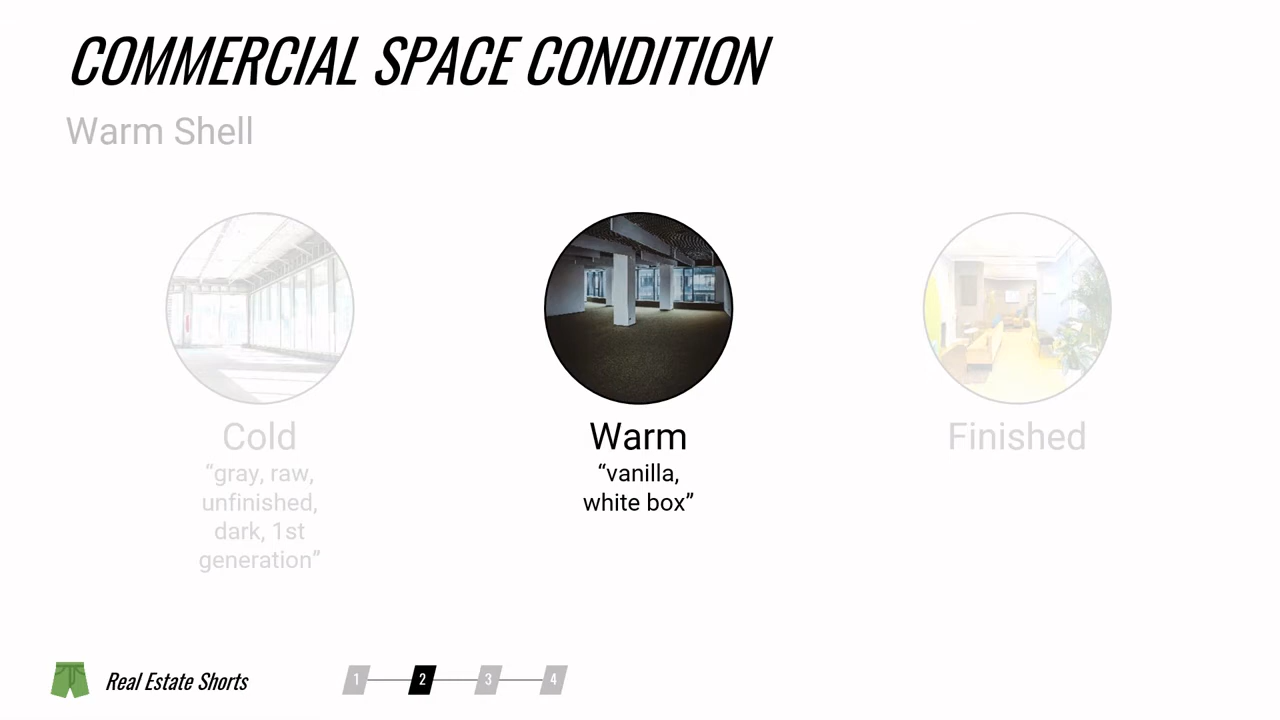 COMMERCIAL SPACE CONDITION
Warm Shell
Cold
“gray, raw,
unfinished,
dark, 1st
generation”
Warm
“vanilla,
white box”
Finished
Real Estate Shorts
1
2
3
4